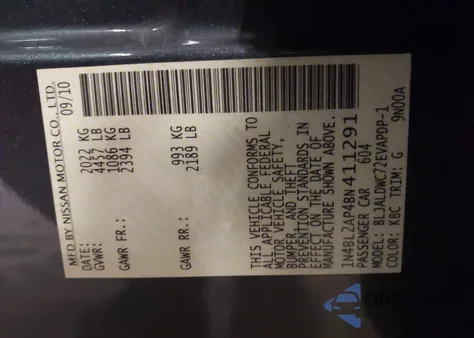 MFD BY NISSAN MOTOR CO., LTD.
DATE: 09/10
GVWR: 2022 KG
4457 LB
GAWR FR.: 1086 KG
2394 LB
GAWR RR.: 993 KG
2189 LB
THIS VEHICLE CONFORMS TO
ALL APPLICABLE FEDERAL
MOTOR VEHICLE SAFETY,
BUMPER, AND THEFT
PREVENTION STANDARDS IN
EFFECT ON THE DATE OF
MANUFACTURE SHOWN ABOVE.
1N4BL2AP4BN411291
PASSENGER CAR 604
MODEL: BLJALDWC72EVAPDP-1
COLOR: K8C TRIM: G 9N00A